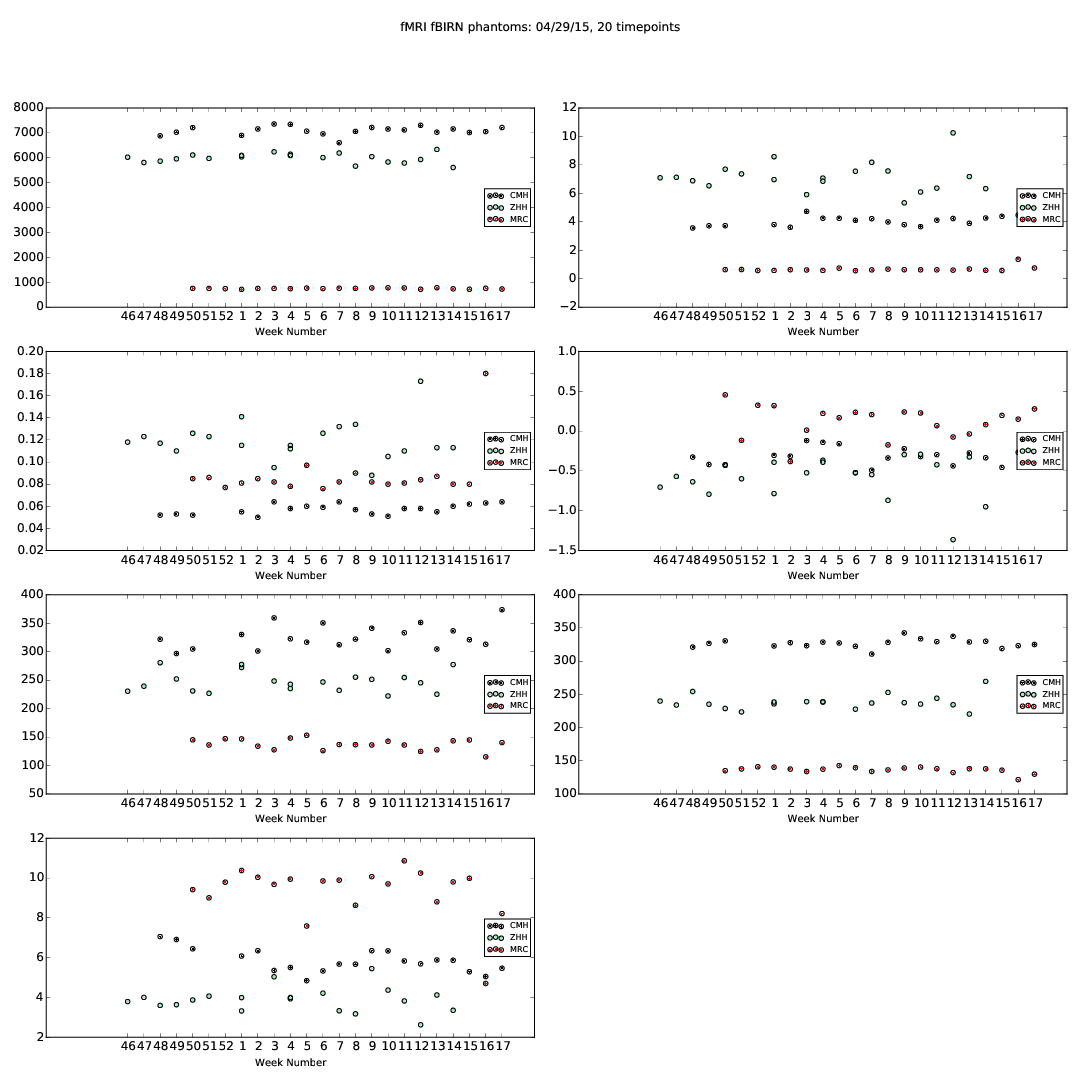 fMRI fBIRN phantoms: 04/29/15, 20 timepoints
8000
7000
6000
5000
4000
3000
2000
1000
0
CMH
ZHH
MRC
46 47 48 49 50 51 52 1 2 3 4 5 6 7 8 9 10 11 12 13 14 15 16 17
Week Number
12
10
8
6
4
2
0
−2
CMH
ZHH
MRC
46 47 48 49 50 51 52 1 2 3 4 5 6 7 8 9 10 11 12 13 14 15 16 17
Week Number
0.20
0.18
0.16
0.14
0.12
0.10
0.08
0.06
0.04
0.02
CMH
ZHH
MRC
46 47 48 49 50 51 52 1 2 3 4 5 6 7 8 9 10 11 12 13 14 15 16 17
Week Number
1.0
0.5
0.0
−0.5
−1.0
−1.5
CMH
ZHH
MRC
46 47 48 49 50 51 52 1 2 3 4 5 6 7 8 9 10 11 12 13 14 15 16 17
Week Number
400
350
300
250
200
150
100
50
CMH
ZHH
MRC
46 47 48 49 50 51 52 1 2 3 4 5 6 7 8 9 10 11 12 13 14 15 16 17
Week Number
400
350
300
250
200
150
100
CMH
ZHH
MRC
46 47 48 49 50 51 52 1 2 3 4 5 6 7 8 9 10 11 12 13 14 15 16 17
Week Number
12
10
8
6
4
2
CMH
ZHH
MRC
46 47 48 49 50 51 52 1 2 3 4 5 6 7 8 9 10 11 12 13 14 15 16 17
Week Number